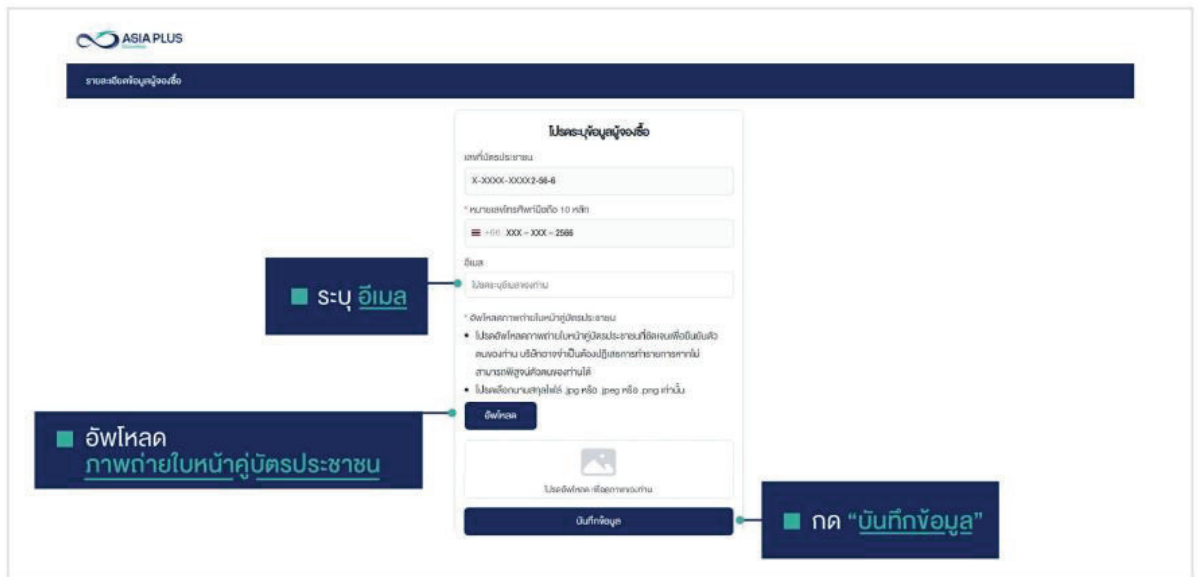 ASIA PLUS
รายละเอียดข้อมูลผู้จองซื้อ
โปรดระบุข้อมูลผู้จองซื้อ
เลขที่บัตรประชาชน
X-XXXX-XXXX2-56-6
* หมายเลขโทรศัพท์มือถือ 10 หลัก
+66 XXX – XXX – 2566
อีเมล
โปรดระบุอีเมลของท่าน
■ ระบุ อีเมล
* อัพโหลดภาพถ่ายใบหน้าคู่บัตรประชาชน
• โปรดอัพโหลดภาพถ่ายใบหน้าคู่บัตรประชาชนที่ชัดเจนเพื่อยืนยันตัว
ตนของท่าน บริษัทอาจจำเป็นต้องปฏิเสธการทำรายการหากไม่
สามารถพิสูจน์ตัวตนของท่านได้
• โปรดเลือกนามสกุลไฟล์ .jpg หรือ .jpeg หรือ .png เท่านั้น
อัพโหลด
■ อัพโหลด
ภาพถ่ายใบหน้าคู่บัตรประชาชน
โปรดอัพโหลด เพื่อดูภาพของท่าน
บันทึกข้อมูล
■ กด “บันทึกข้อมูล”